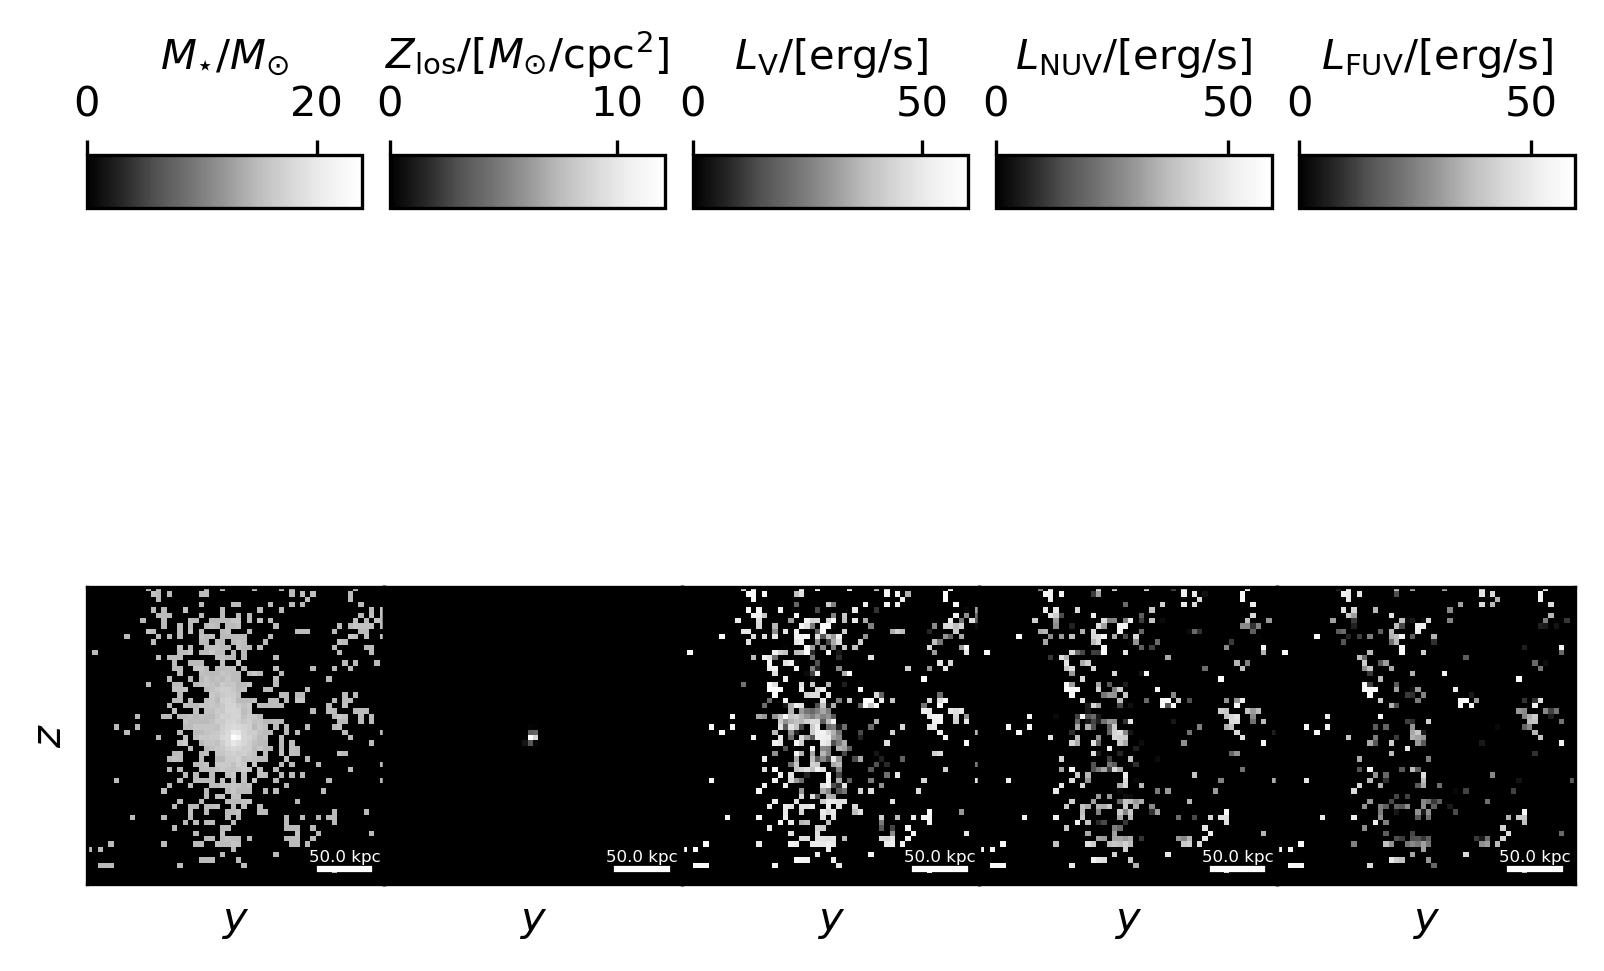 M⋆/M⊙ Z_los/[M⊙/cpc²] L_V/[erg/s] L_NUV/[erg/s] L_FUV/[erg/s]
0 20 0 10 0 50 0 50 0 50
z
50.0 kpc 50.0 kpc 50.0 kpc 50.0 kpc 50.0 kpc
y y y y y